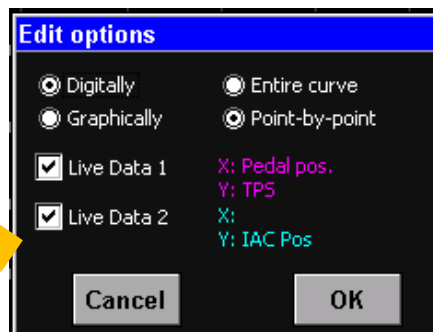 Edit options
Digitally Entire curve
Graphically Point-by-point
Live Data 1 X: Pedal pos.
Y: TPS
Live Data 2 X:
Y: IAC Pos
Cancel OK